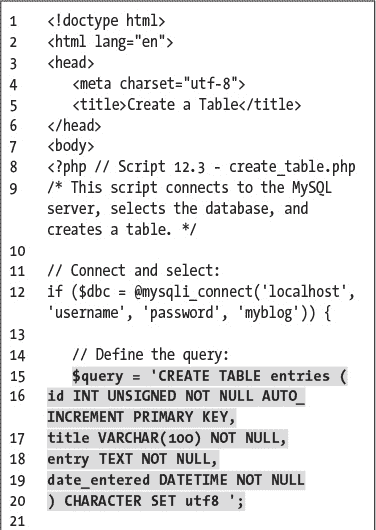 1 <!doctype html>
2 <html lang="en">
3 <head>
4 <meta charset="utf-8">
5 <title>Create a Table</title>
6 </head>
7 <body>
8 <?php // Script 12.3 - create_table.php
9 /* This script connects to the MySQL
server, selects the database, and
creates a table. */
10
11 // Connect and select:
12 if ($dbc = @mysqli_connect('localhost',
'username', 'password', 'myblog')) {
13
14 // Define the query:
15 $query = 'CREATE TABLE entries (
16 id INT UNSIGNED NOT NULL AUTO_
INCREMENT PRIMARY KEY,
17 title VARCHAR(100) NOT NULL,
18 entry TEXT NOT NULL,
19 date_entered DATETIME NOT NULL
20 ) CHARACTER SET utf8 ';
21